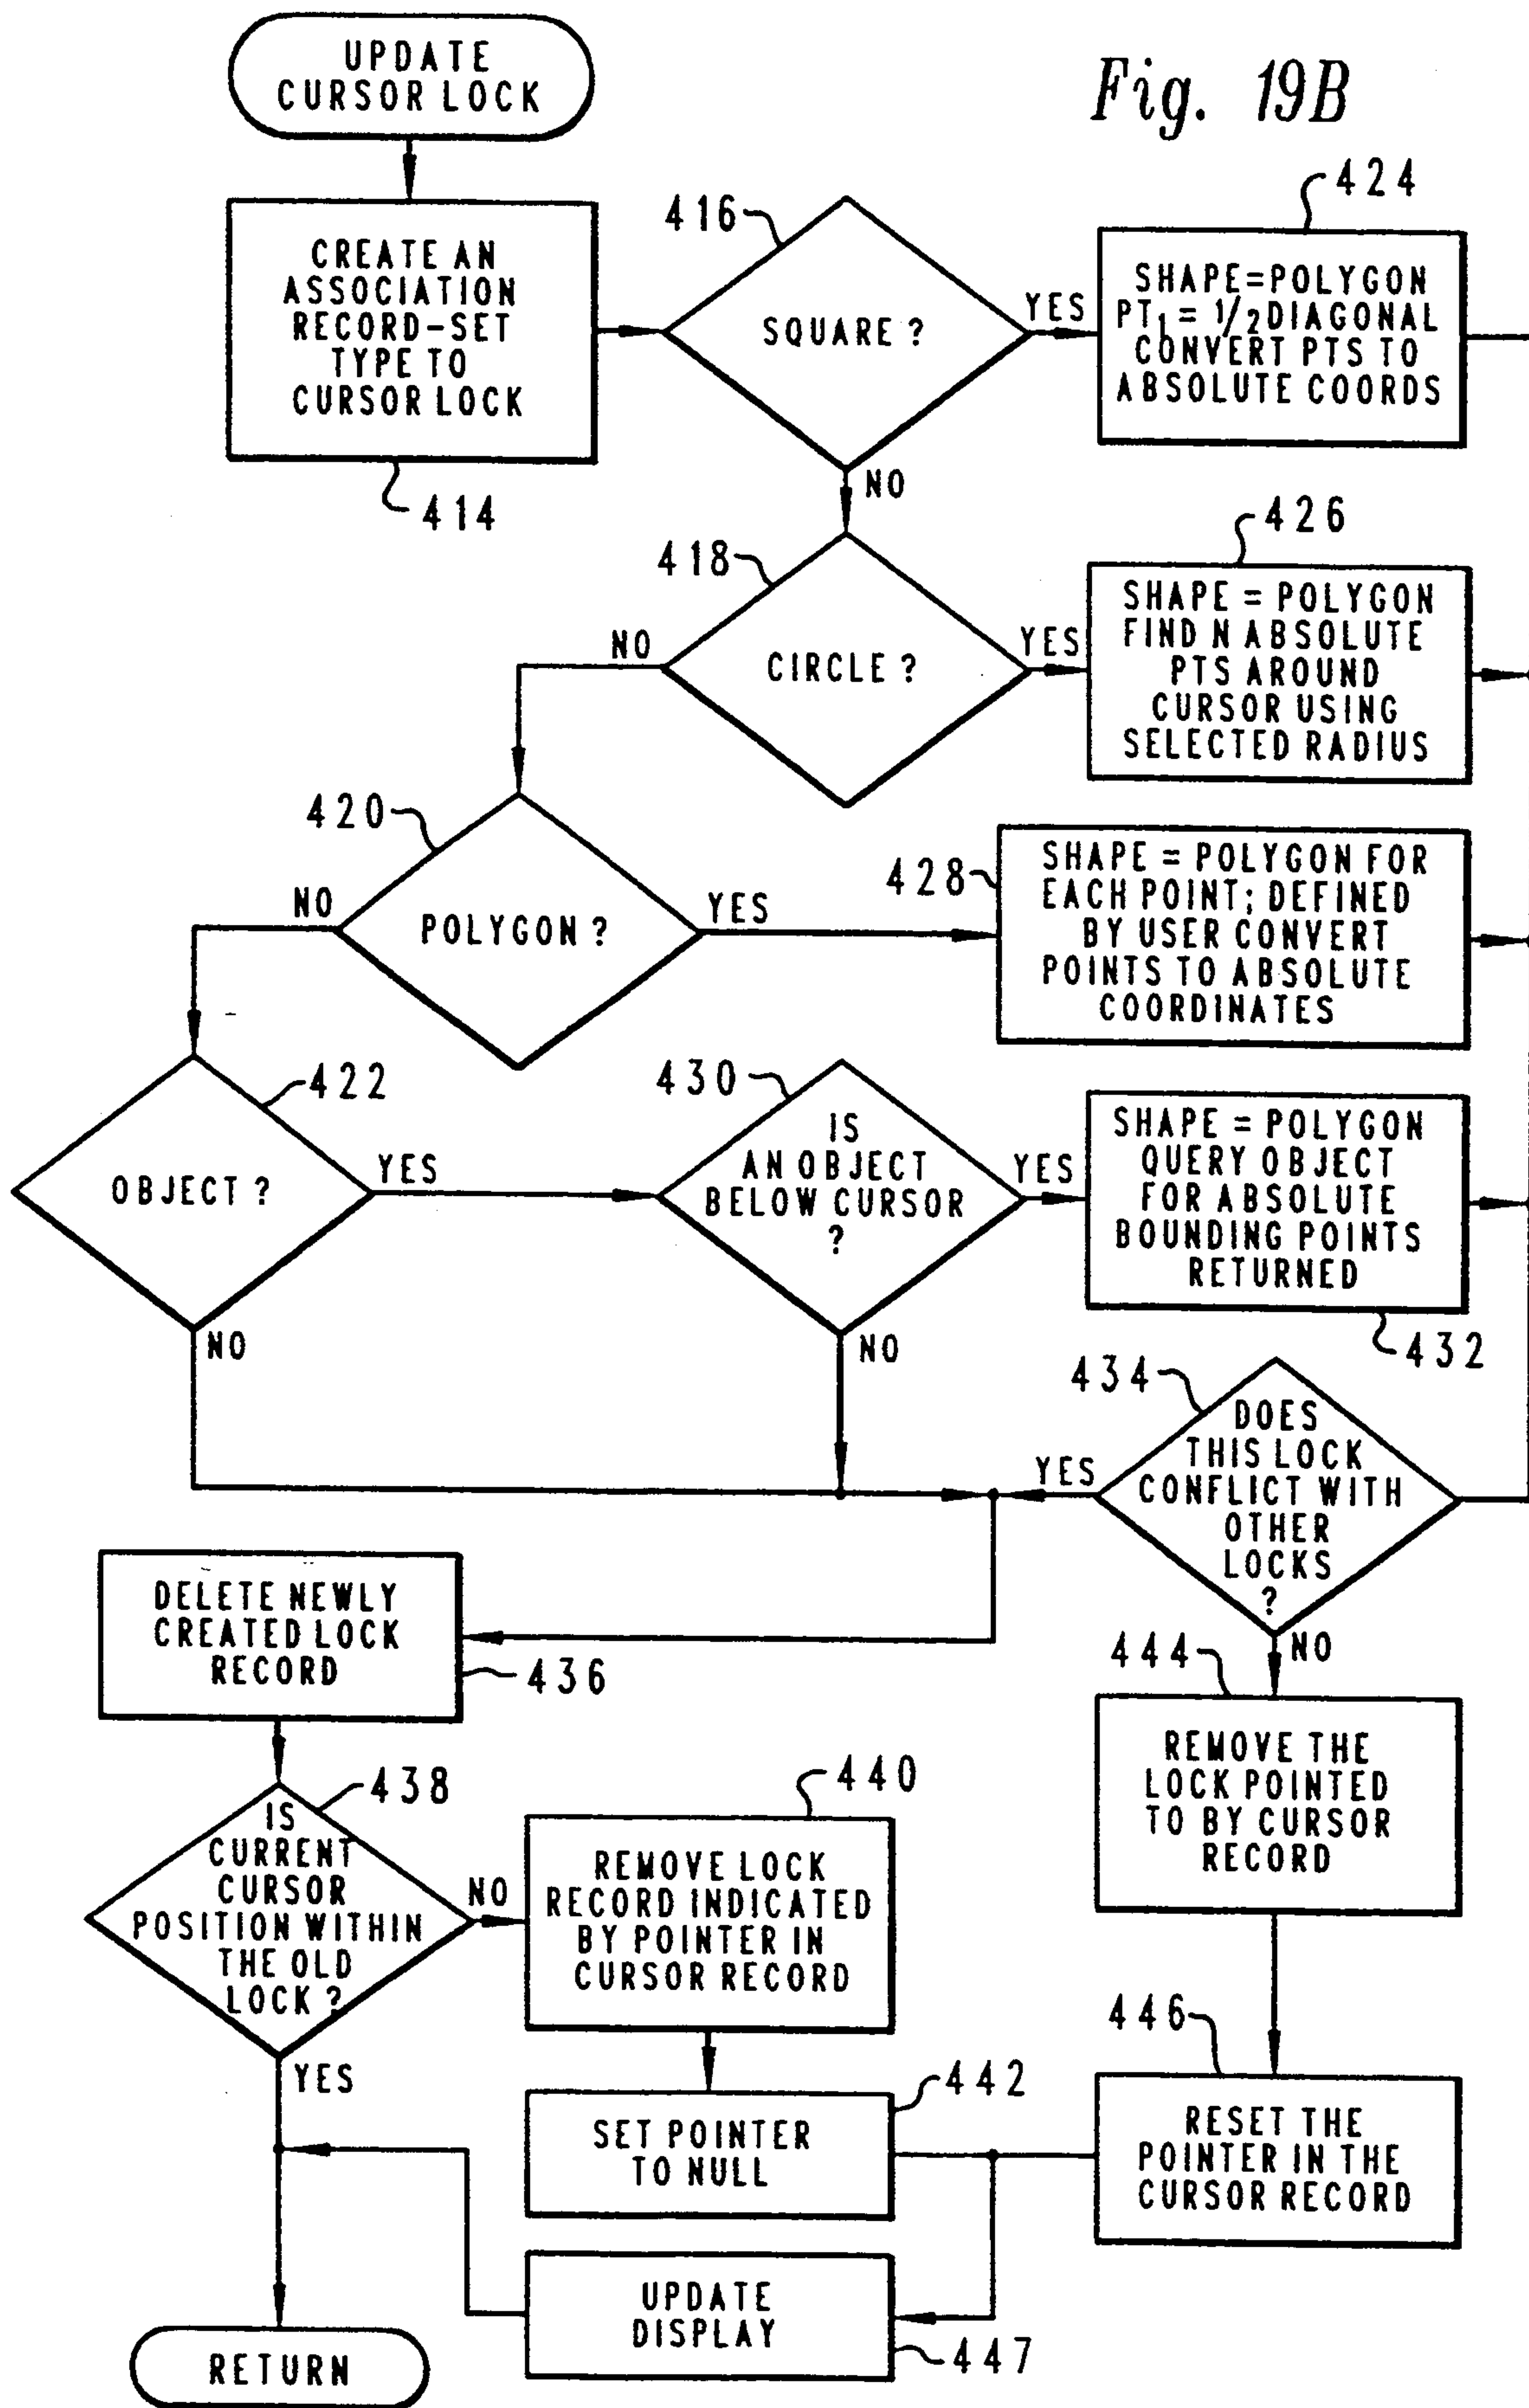 UPDATE
CURSOR LOCK
Fig. 19B
CREATE AN
ASSOCIATION
RECORD-SET
TYPE TO
CURSOR LOCK
414
416
SQUARE ?
YES
NO
424
SHAPE=POLYGON
PT1 = 1/2 DIAGONAL
CONVERT PTS TO
ABSOLUTE COORDS
418
CIRCLE ?
NO
YES
426
SHAPE = POLYGON
FIND N ABSOLUTE
PTS AROUND
CURSOR USING
SELECTED RADIUS
420
POLYGON ?
NO
YES
428
SHAPE = POLYGON FOR
EACH POINT; DEFINED
BY USER CONVERT
POINTS TO ABSOLUTE
COORDINATES
422
OBJECT ?
YES
NO
430
IS
AN OBJECT
BELOW CURSOR
?
YES
NO
SHAPE = POLYGON
QUERY OBJECT
FOR ABSOLUTE
BOUNDING POINTS
RETURNED
432
434
DOES
THIS LOCK
CONFLICT WITH
OTHER
LOCKS
?
YES
NO
DELETE NEWLY
CREATED LOCK
RECORD
436
438
IS
CURRENT
CURSOR
POSITION WITHIN
THE OLD
LOCK ?
NO
YES
440
REMOVE LOCK
RECORD INDICATED
BY POINTER IN
CURSOR RECORD
442
SET POINTER
TO NULL
444
REMOVE THE
LOCK POINTED
TO BY CURSOR
RECORD
446
RESET THE
POINTER IN THE
CURSOR RECORD
UPDATE
DISPLAY
447
RETURN